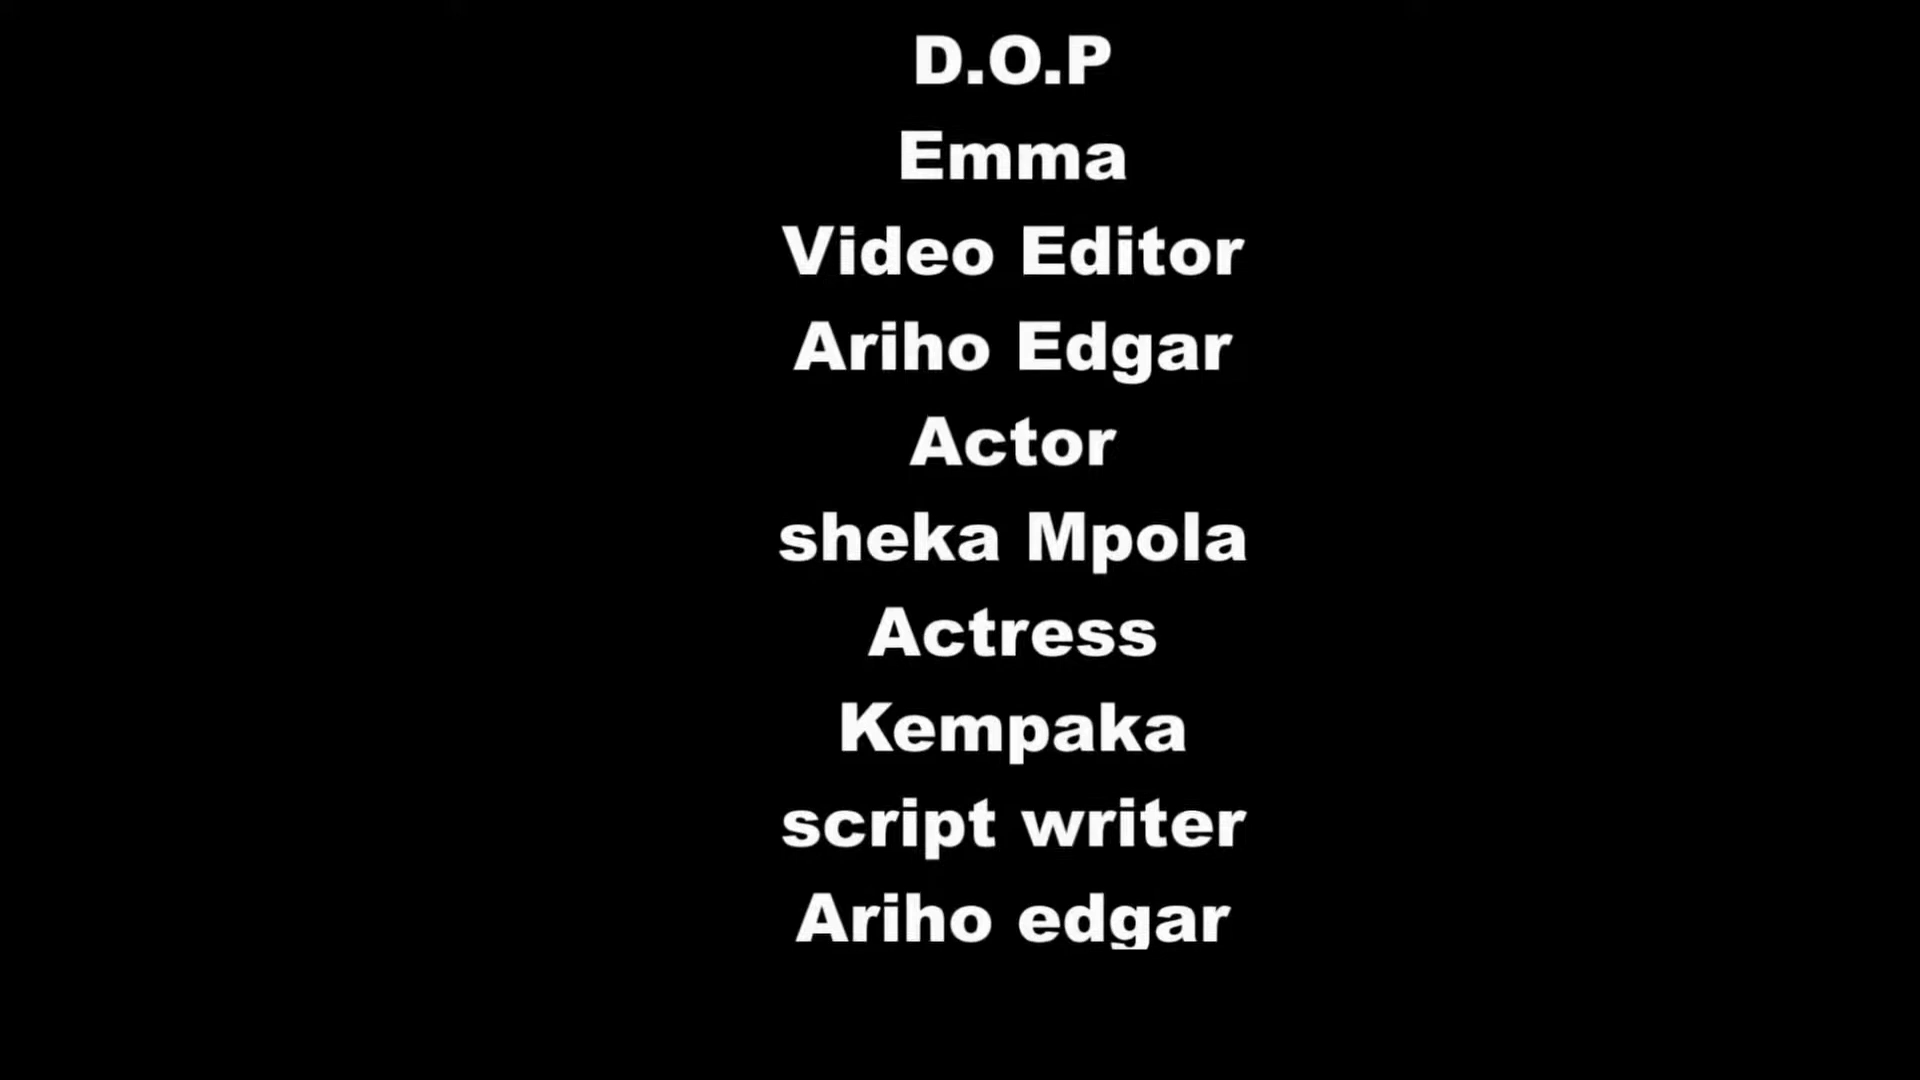 D.O.P
Emma
Video Editor
Ariho Edgar
Actor
sheka Mpola
Actress
Kempaka
script writer
Ariho edgar